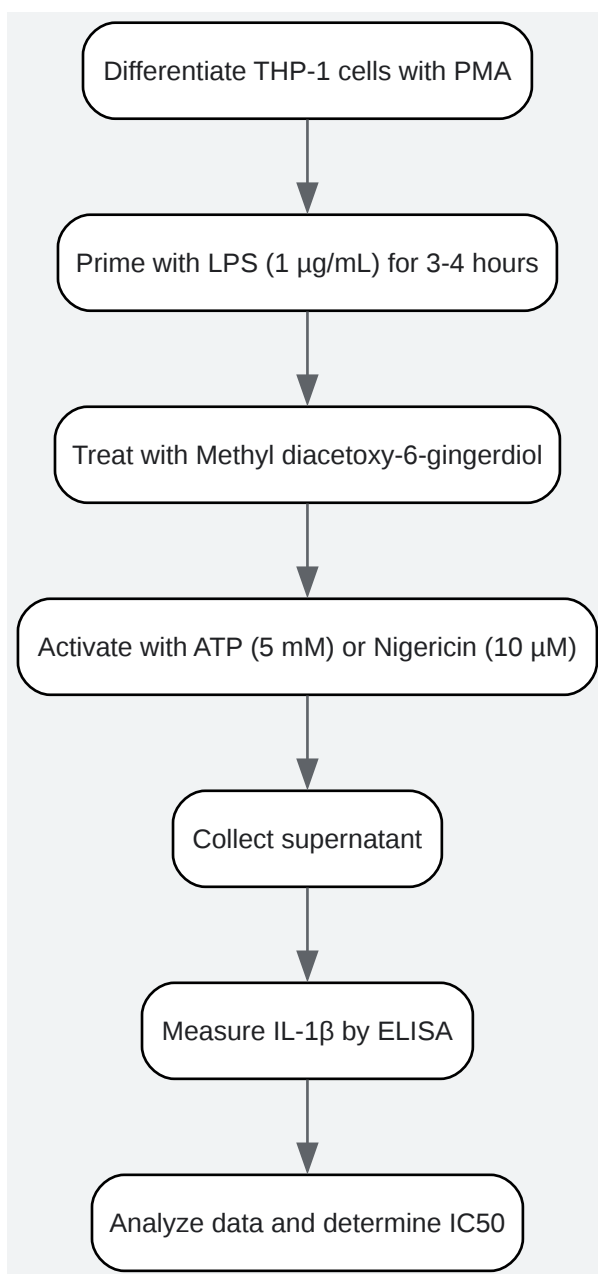 Differentiate THP-1 cells with PMA
Prime with LPS (1 µg/mL) for 3-4 hours
Treat with Methyl diacetoxy-6-gingerdiol
Activate with ATP (5 mM) or Nigericin (10 µM)
Collect supernatant
Measure IL-1β by ELISA
Analyze data and determine IC50